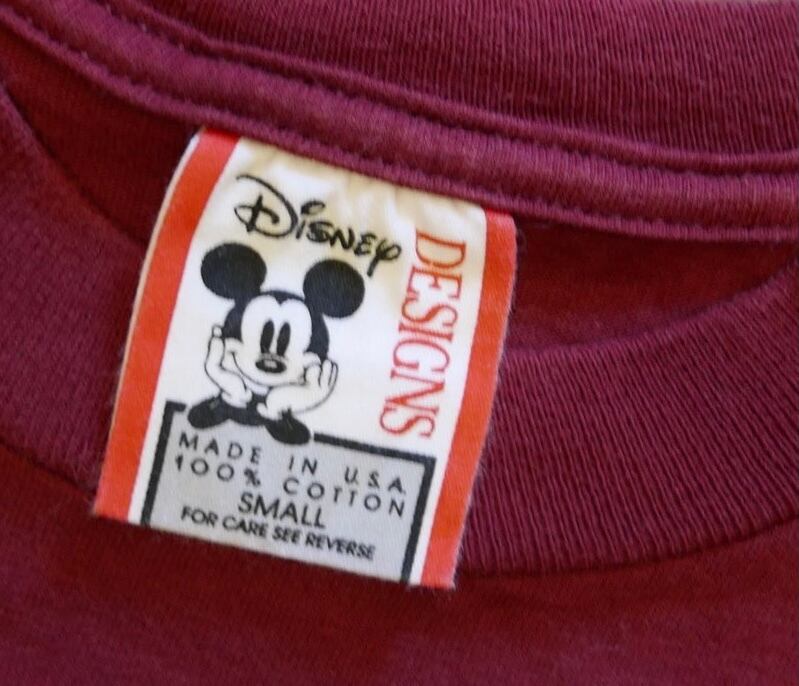 Disney
DESIGNS
MADE IN U.S.A.
100% COTTON
SMALL
FOR CARE SEE REVERSE